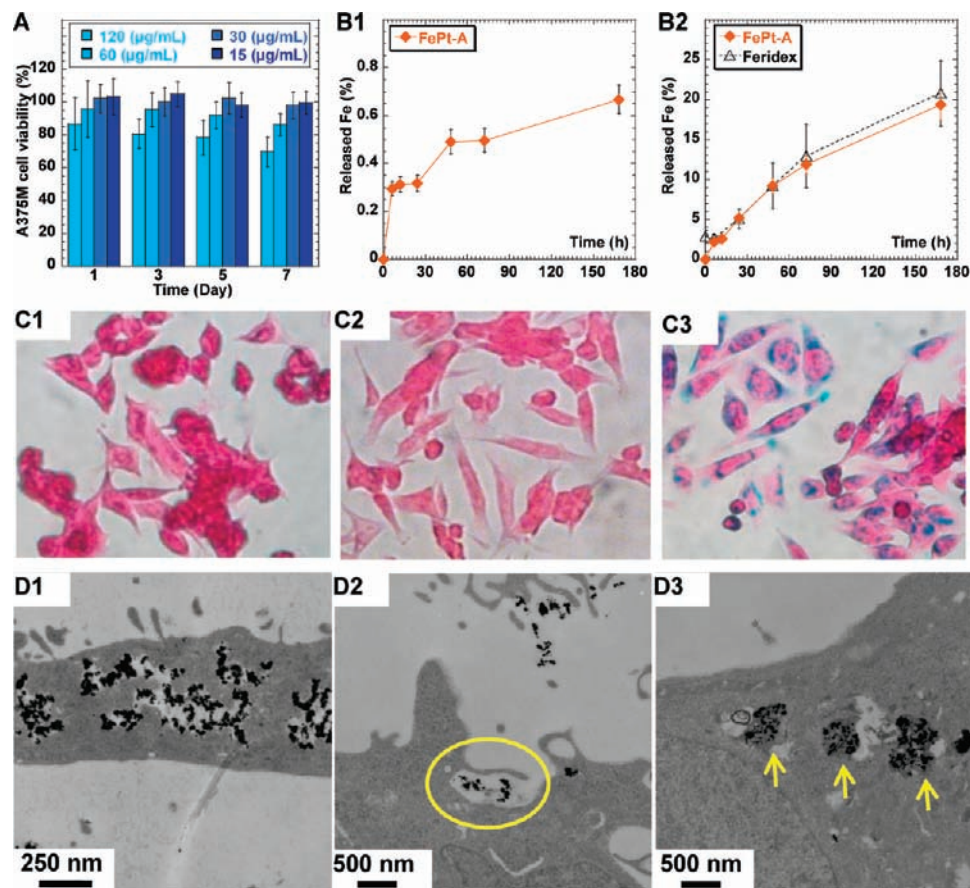 A
120 (µg/mL)
30 (µg/mL)
60 (µg/mL)
15 (µg/mL)
A375M cell viability (%)
120
100
80
60
40
20
0
1
3
5
7
Time (Day)
B1
FePt-A
Released Fe (%)
1
0.8
0.6
0.4
0.2
0
Time (h)
0
30
60
90
120
150
180
B2
FePt-A
Feridex
Released Fe (%)
25
20
15
10
5
0
Time (h)
0
30
60
90
120
150
180
C1
C2
C3
D1
250 nm
D2
500 nm
D3
500 nm